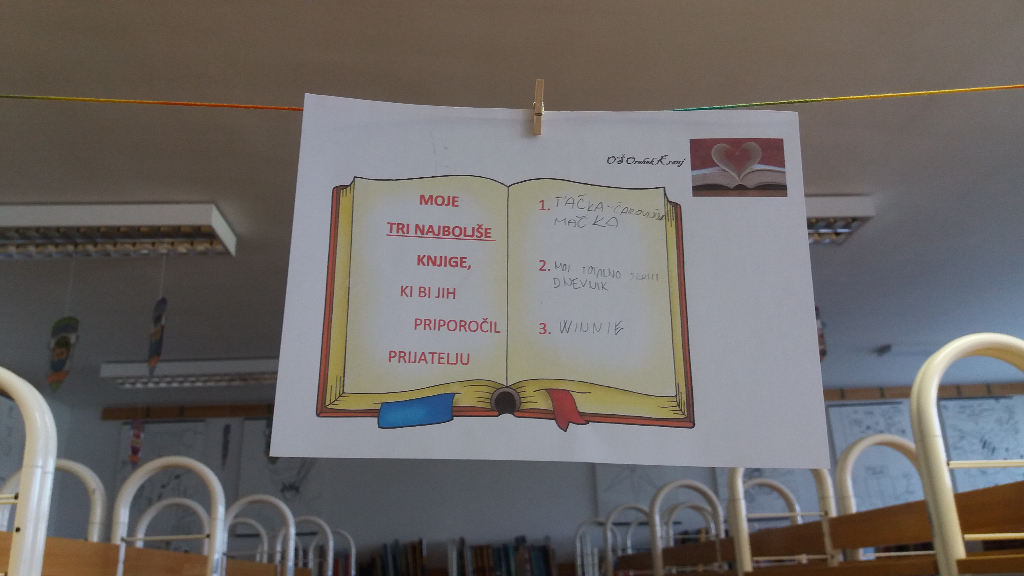 OŠ Orehek Kranj
MOJE
TRI NAJBOLJŠE
KNJIGE,
KI BI JIH
PRIPOROČIL
PRIJATELJU
1. TAČKA-ČAROVNIŠKA
MAČKA
2. MOJ TOTALNO
DNEVNIK
3. WINNIE